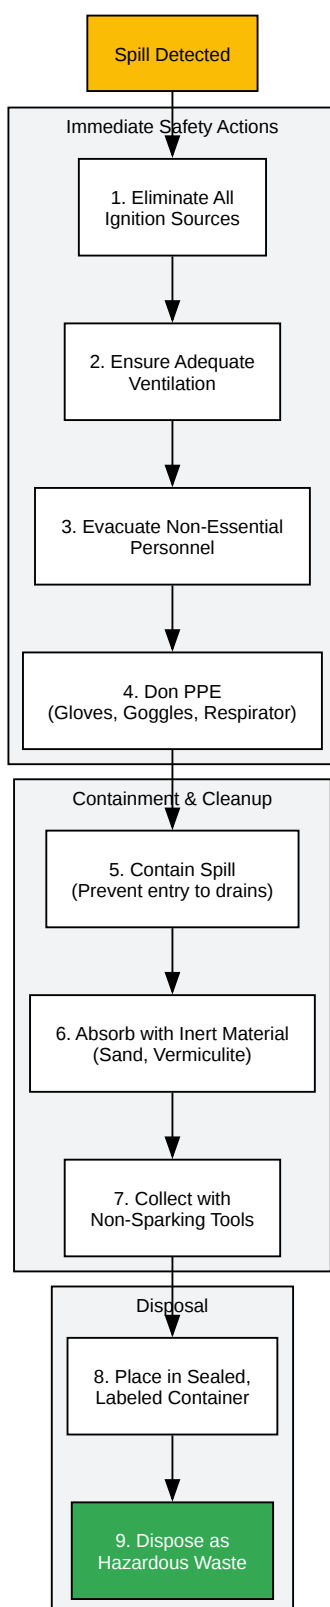 Spill Detected
Immediate Safety Actions
1. Eliminate All
Ignition Sources
2. Ensure Adequate
Ventilation
3. Evacuate Non-Essential
Personnel
4. Don PPE
(Gloves, Goggles, Respirator)
Containment & Cleanup
5. Contain Spill
(Prevent entry to drains)
6. Absorb with Inert Material
(Sand, Vermiculite)
7. Collect with
Non-Sparking Tools
Disposal
8. Place in Sealed,
Labeled Container
9. Dispose as
Hazardous Waste